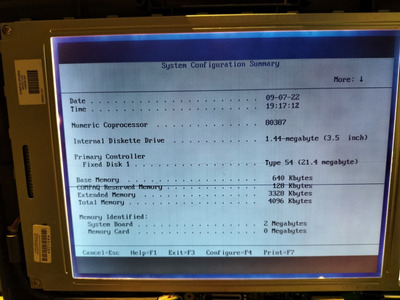 System Configuration Summary
More: ↓
Date . . . . . . . . . . . . . . . . . . . . . . . . 09-07-22
Time . . . . . . . . . . . . . . . . . . . . . . . . 19:17:12
Numeric Coprocessor . . . . . . . . . . . . . . . 80387
Internal Diskette Drive . . . . . . . . . . . . . 1.44-megabyte (3.5 inch)
Primary Controller
Fixed Disk 1 . . . . . . . . . . . . . . . . . . . Type 54 (21.4 megabyte)
Base Memory . . . . . . . . . . . . . . . . . . . 640 Kbytes
COMPAQ Reserved Memory . . . . . . . . . . . . . 128 Kbytes
Extended Memory . . . . . . . . . . . . . . . . . 3328 Kbytes
Total Memory . . . . . . . . . . . . . . . . . . . 4096 Kbytes
Memory Identified:
System Board . . . . . . . . . . . . . . . . . . . 2 Megabytes
Memory Card . . . . . . . . . . . . . . . . . . . 0 Megabytes
Cancel=Esc Help=F1 Exit=F3 Configure=F4 Print=F7